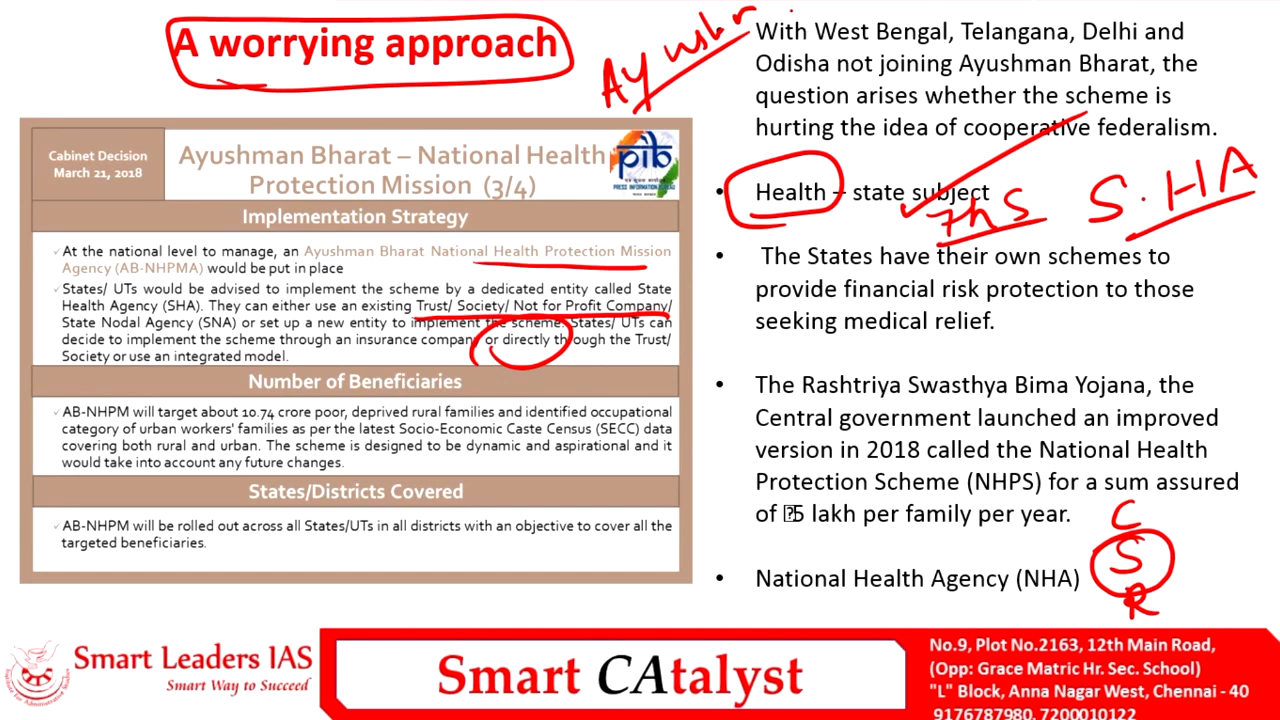 A worrying approach
Cabinet Decision
March 21, 2018
Ayushman Bharat – National Health
Protection Mission (3/4)
pib
PRESS INFORMATION BUREAU
Implementation Strategy
✓At the national level to manage, an Ayushman Bharat National Health Protection Mission
Agency (AB-NHPMA) would be put in place
✓States/ UTs would be advised to implement the scheme by a dedicated entity called State
Health Agency (SHA). They can either use an existing Trust/ Society/ Not for Profit Company/
State Nodal Agency (SNA) or set up a new entity to implement the scheme. States/ UTs can
decide to implement the scheme through an insurance company or directly through the Trust/
Society or use an integrated model.
Number of Beneficiaries
✓AB-NHPM will target about 10.74 crore poor, deprived rural families and identified occupational
category of urban workers' families as per the latest Socio-Economic Caste Census (SECC) data
covering both rural and urban. The scheme is designed to be dynamic and aspirational and it
would take into account any future changes.
States/Districts Covered
✓AB-NHPM will be rolled out across all States/UTs in all districts with an objective to cover all the
targeted beneficiaries.
• With West Bengal, Telangana, Delhi and
Odisha not joining Ayushman Bharat, the
question arises whether the scheme is
hurting the idea of cooperative federalism.
• Health – state subject
S.HA
• The States have their own schemes to
provide financial risk protection to those
seeking medical relief.
• The Rashtriya Swasthya Bima Yojana, the
Central government launched an improved
version in 2018 called the National Health
Protection Scheme (NHPS) for a sum assured
of 5 lakh per family per year.
• National Health Agency (NHA)
C
S
R
Smart Leaders IAS
Smart Way to Succeed
Smart CAtalyst
No.9, Plot No.2163, 12th Main Road,
(Opp: Grace Matric Hr. Sec. School)
"L" Block, Anna Nagar West, Chennai - 40
9176787980, 7200010122